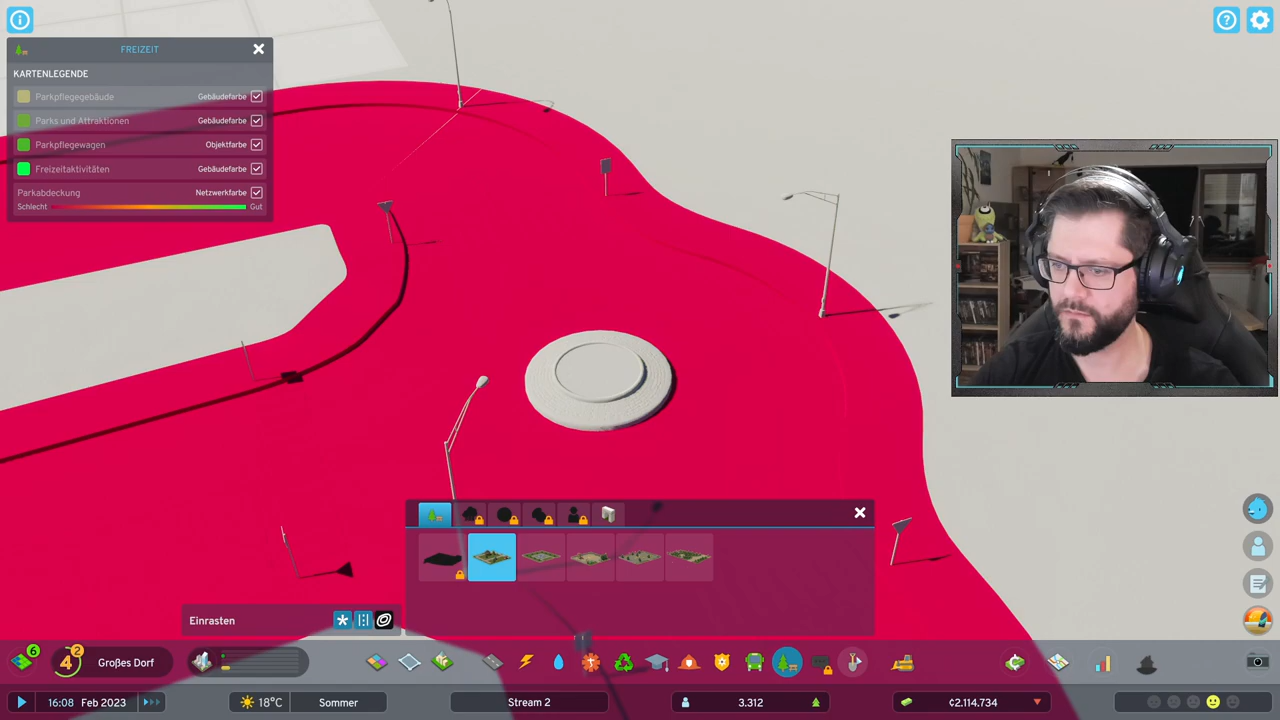 FREIZEIT
KARTENLEGENDE
Parkpflegegebäude Gebäudefarbe
Parks und Attraktionen Gebäudefarbe
Parkpflegewagen Objektfarbe
Freizeitaktivitäten Gebäudefarbe
Parkabdeckung Netzwerkfarbe
Schlecht Gut
Einrasten
6
4 2 Großes Dorf
16:08 Feb 2023 18°C Sommer Stream 2 3.312 ¢2.114.734